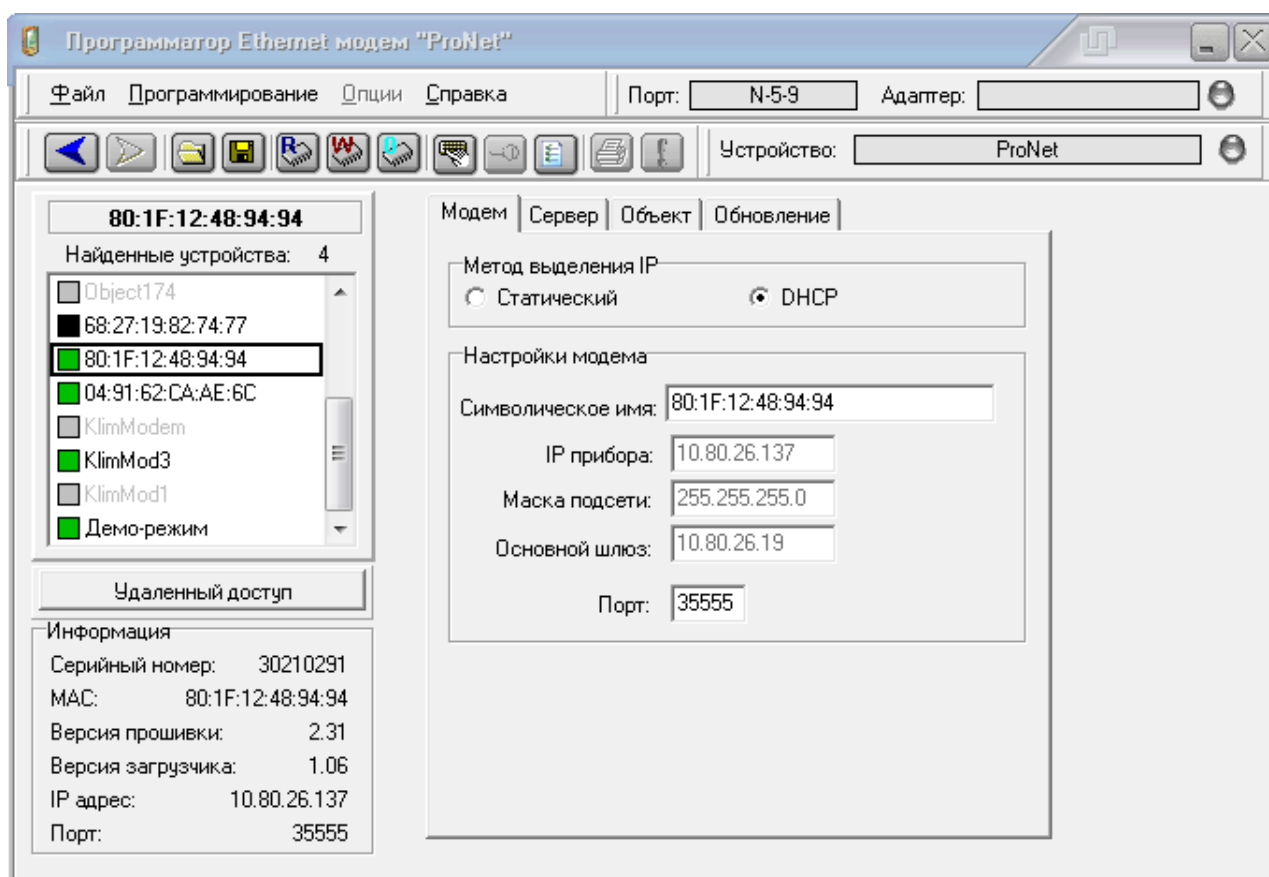 Программатор Ethernet модем "ProNet"
Файл Программирование Опции Справка Порт: N-5-9 Адаптер:
R W Устройство: ProNet
80:1F:12:48:94:94
Найденные устройства: 4
Object174
68:27:19:82:74:77
80:1F:12:48:94:94
04:91:62:CA:AE:6C
KlimModem
KlimMod3
KlimMod1
Демо-режим
Удаленный доступ
Информация
Серийный номер: 30210291
MAC: 80:1F:12:48:94:94
Версия прошивки: 2.31
Версия загрузчика: 1.06
IP адрес: 10.80.26.137
Порт: 35555
Модем Сервер Объект Обновление
Метод выделения IP
Статический DHCP
Настройки модема
Символическое имя: 80:1F:12:48:94:94
IP прибора: 10.80.26.137
Маска подсети: 255.255.255.0
Основной шлюз: 10.80.26.19
Порт: 35555